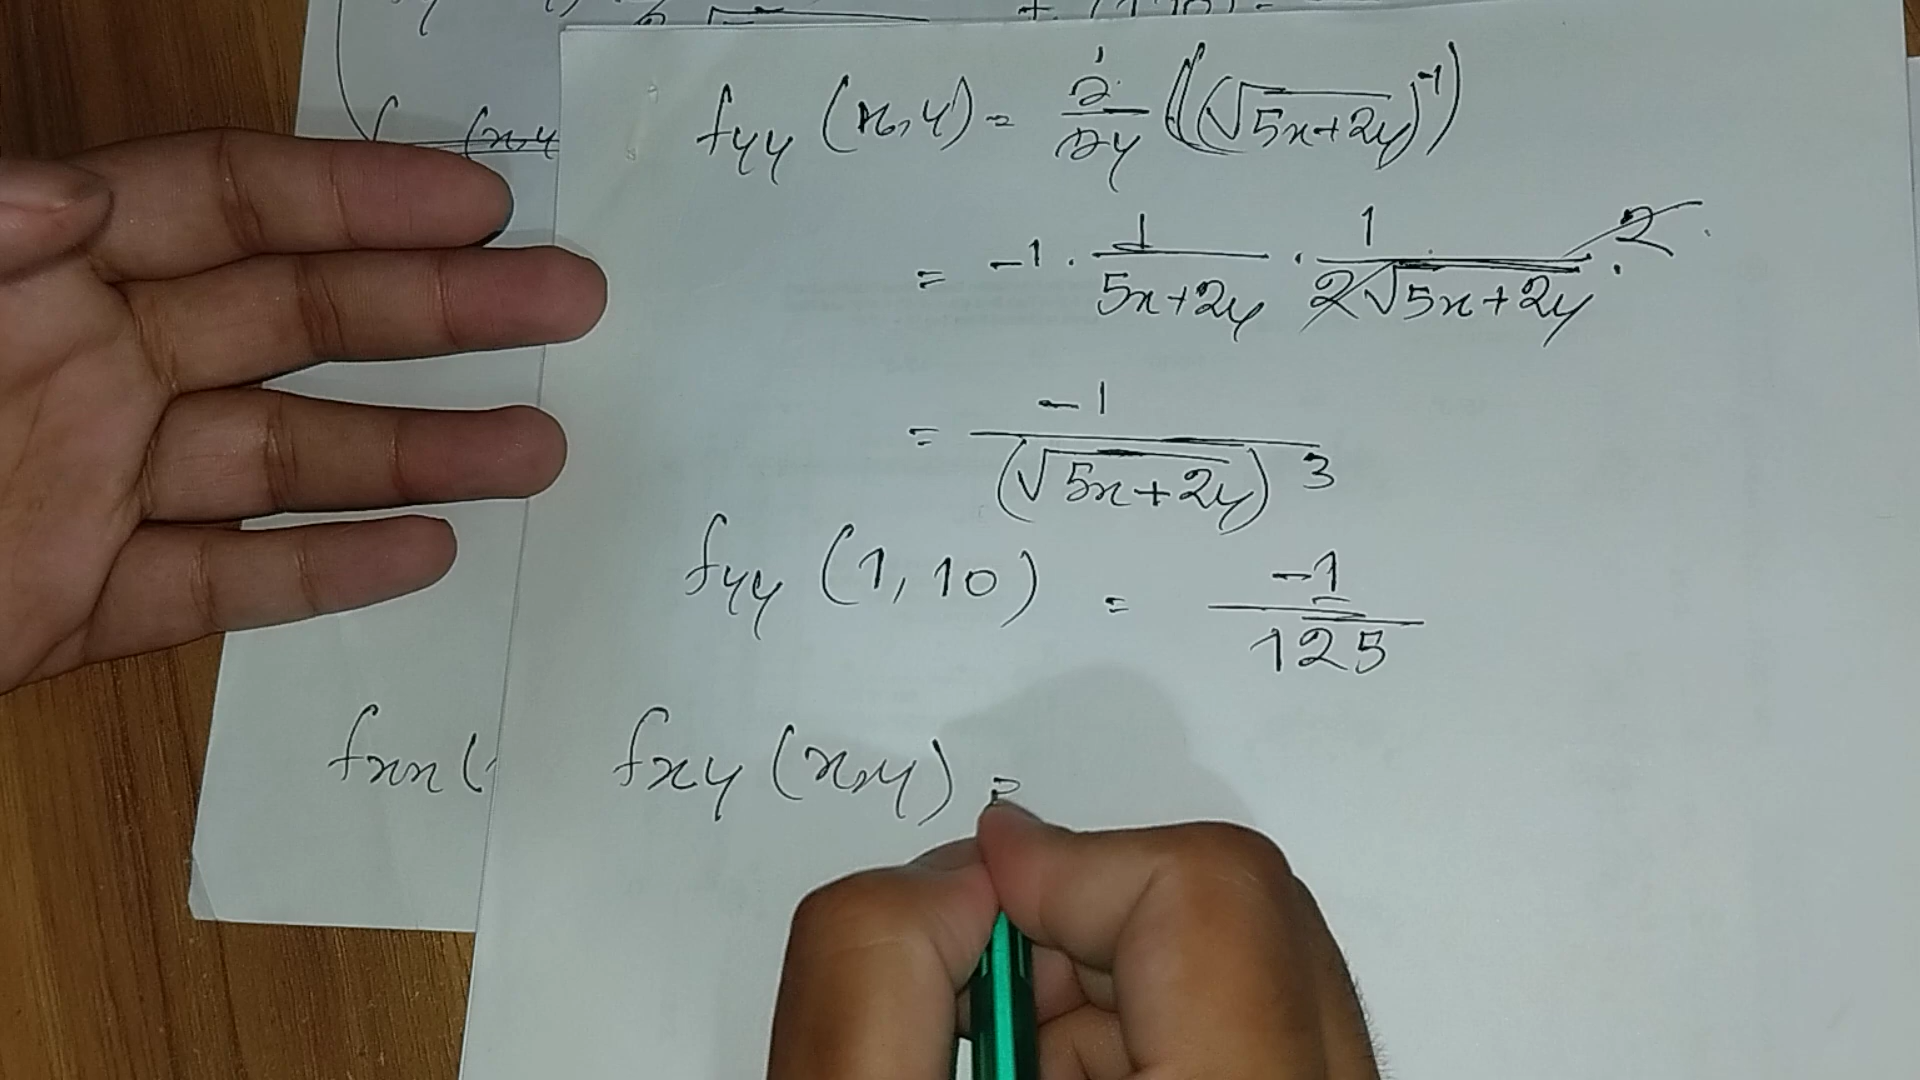 fyy (x,y) = ∂/∂y ((√5x+2y)⁻¹)
= -1 · 1/(5x+2y) · 1/(2√5x+2y) · 2
= -1/(√5x+2y)³
fyy (1,10) = -1/125
fxx (
fxy (x,y) =